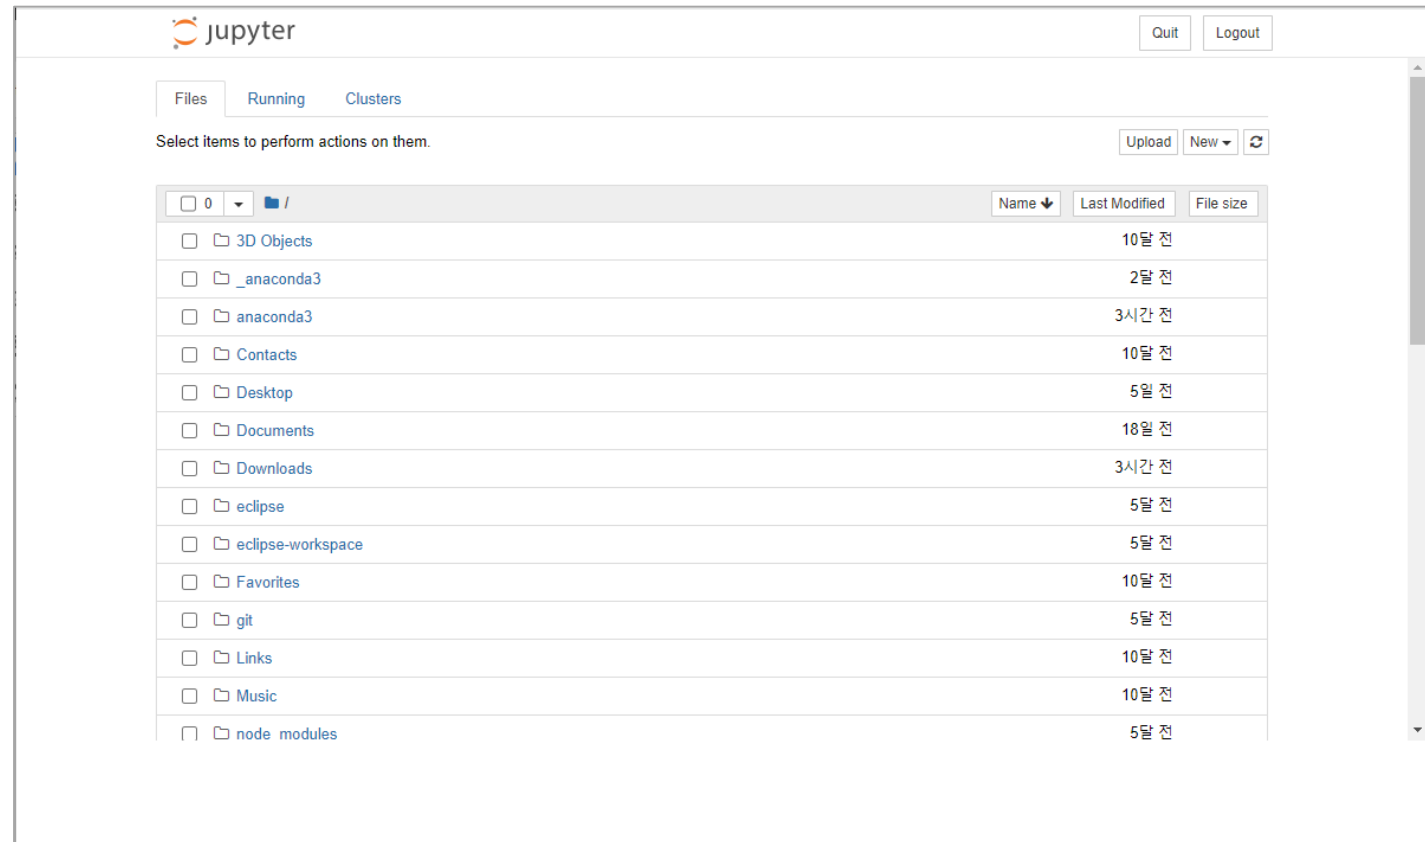 jupyter
Quit Logout
Files Running Clusters
Select items to perform actions on them.
Upload New
0 / Name Last Modified File size
3D Objects 10달 전
_anaconda3 2달 전
anaconda3 3시간 전
Contacts 10달 전
Desktop 5일 전
Documents 18일 전
Downloads 3시간 전
eclipse 5달 전
eclipse-workspace 5달 전
Favorites 10달 전
git 5달 전
Links 10달 전
Music 10달 전
node_modules 5달 전